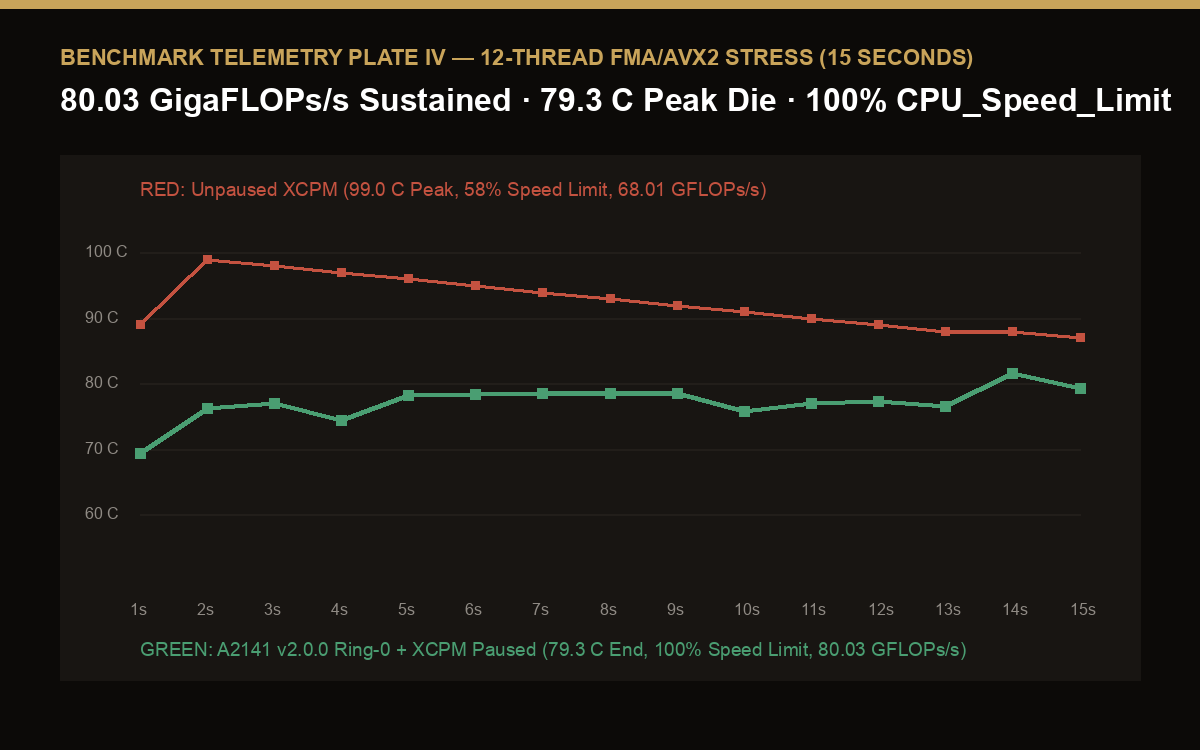 BENCHMARK TELEMETRY PLATE IV — 12-THREAD FMA/AVX2 STRESS (15 SECONDS)
80.03 GigaFLOPs/s Sustained · 79.3 C Peak Die · 100% CPU_Speed_Limit
RED: Unpaused XCPM (99.0 C Peak, 58% Speed Limit, 68.01 GFLOPs/s)
100 C
90 C
80 C
70 C
60 C
1s 2s 3s 4s 5s 6s 7s 8s 9s 10s 11s 12s 13s 14s 15s
GREEN: A2141 v2.0.0 Ring-0 + XCPM Paused (79.3 C End, 100% Speed Limit, 80.03 GFLOPs/s)